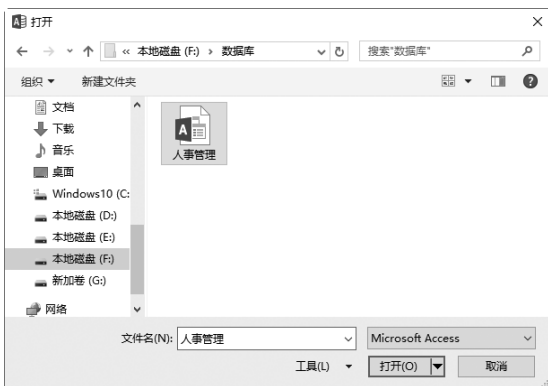 打开
« 本地磁盘 (F:) › 数据库
搜索"数据库"
组织 新建文件夹
文档
下载
音乐
桌面
Windows10 (C:
本地磁盘 (D:)
本地磁盘 (E:)
本地磁盘 (F:)
新加卷 (G:)
网络
人事管理
文件名(N): 人事管理
Microsoft Access
工具(L) 打开(O) 取消